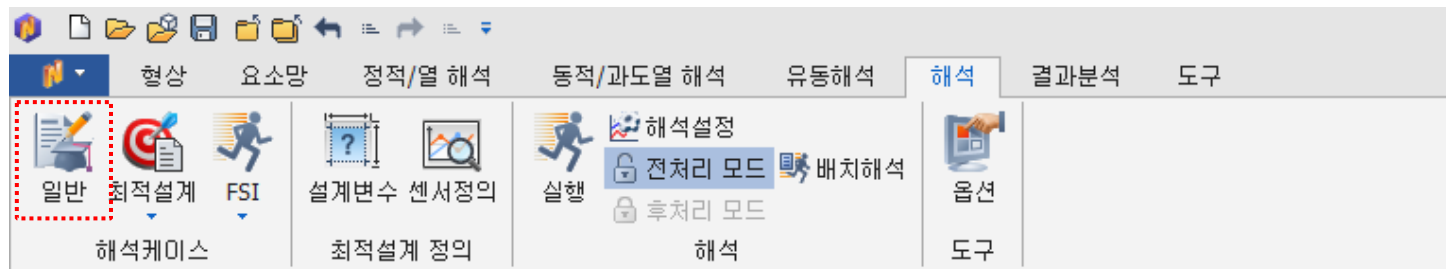 형상 요소망 정적/열 해석 동적/과도열 해석 유동해석 해석 결과분석 도구
일반 최적설계 FSI
해석케이스
? 설계변수 센서정의
최적설계 정의
실행
해석설정
전처리 모드
후처리 모드
배치해석
해석
옵션
도구